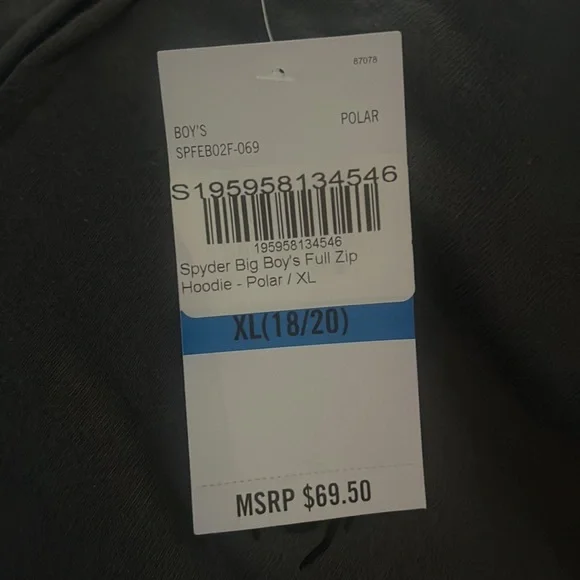 87078
BOY'S POLAR
SPFEB02F-069
S195958134546
195958134546
Spyder Big Boy's Full Zip
Hoodie - Polar / XL
XL(18/20)
MSRP $69.50